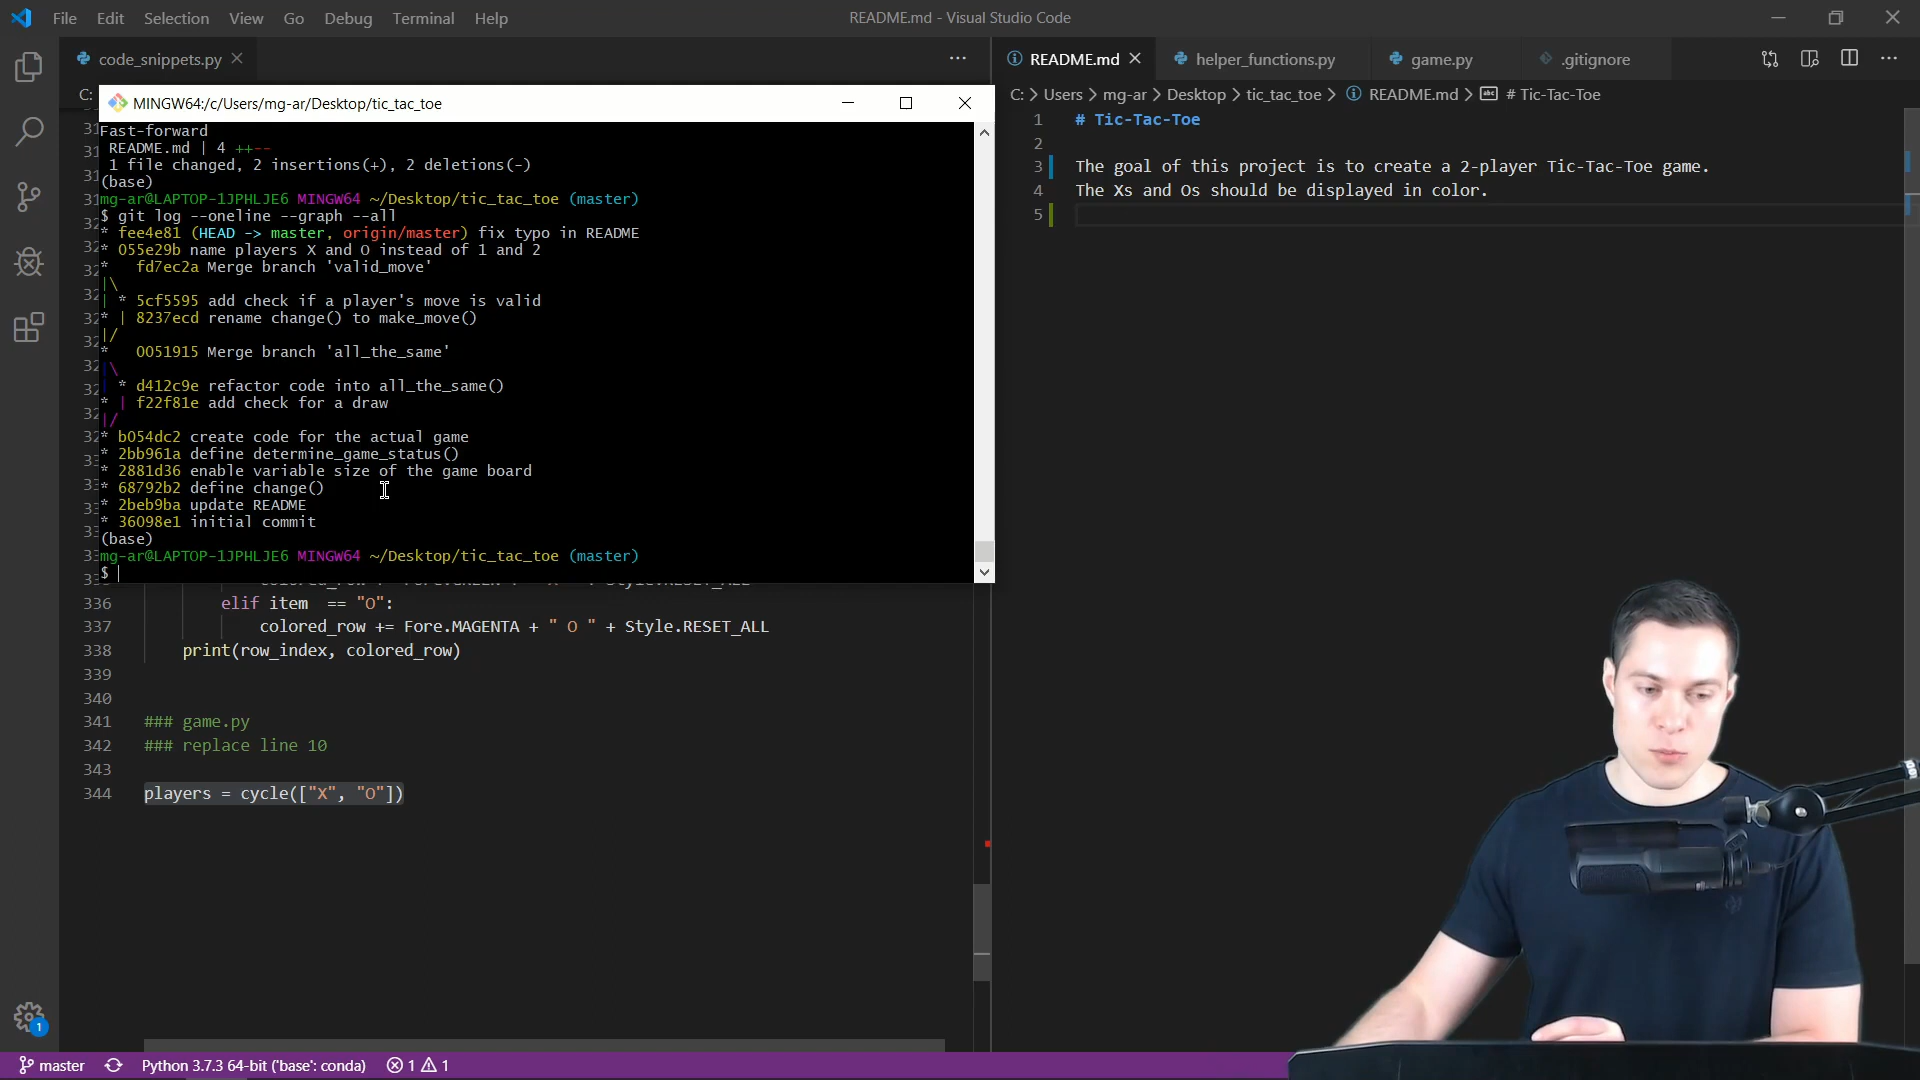 File Edit Selection View Go Debug Terminal Help
README.md - Visual Studio Code
code_snippets.py
README.md
helper_functions.py
game.py
.gitignore
C:
MINGW64:/c/Users/mg-ar/Desktop/tic_tac_toe
C: > Users > mg-ar > Desktop > tic_tac_toe > README.md > # Tic-Tac-Toe
Fast-forward
README.md | 4 ++--
1 file changed, 2 insertions(+), 2 deletions(-)
(base)
mg-ar@LAPTOP-1JPHLJE6 MINGW64 ~/Desktop/tic_tac_toe (master)
$ git log --oneline --graph --all
* fee4e81 (HEAD -> master, origin/master) fix typo in README
* 055e29b name players X and O instead of 1 and 2
*   fd7ec2a Merge branch 'valid_move'
|\
| * 5cf5595 add check if a player's move is valid
* | 8237ecd rename change() to make_move()
|/
*   0051915 Merge branch 'all_the_same'
|\
| * d412c9e refactor code into all_the_same()
* | f22f81e add check for a draw
|/
* b054dc2 create code for the actual game
* 2bb961a define determine_game_status()
* 2881d36 enable variable size of the game board
* 68792b2 define change()
* 2beb9ba update README
* 36098e1 initial commit
(base)
mg-ar@LAPTOP-1JPHLJE6 MINGW64 ~/Desktop/tic_tac_toe (master)
$
336 elif item == "O":
337 colored_row += Fore.MAGENTA + " O " + Style.RESET_ALL
338 print(row_index, colored_row)
339
340
341 ### game.py
342 ### replace line 10
343
344 players = cycle(["X", "O"])
1 # Tic-Tac-Toe
2
3 The goal of this project is to create a 2-player Tic-Tac-Toe game.
4 The Xs and Os should be displayed in color.
5
1
master Python 3.7.3 64-bit ('base': conda) 1 1